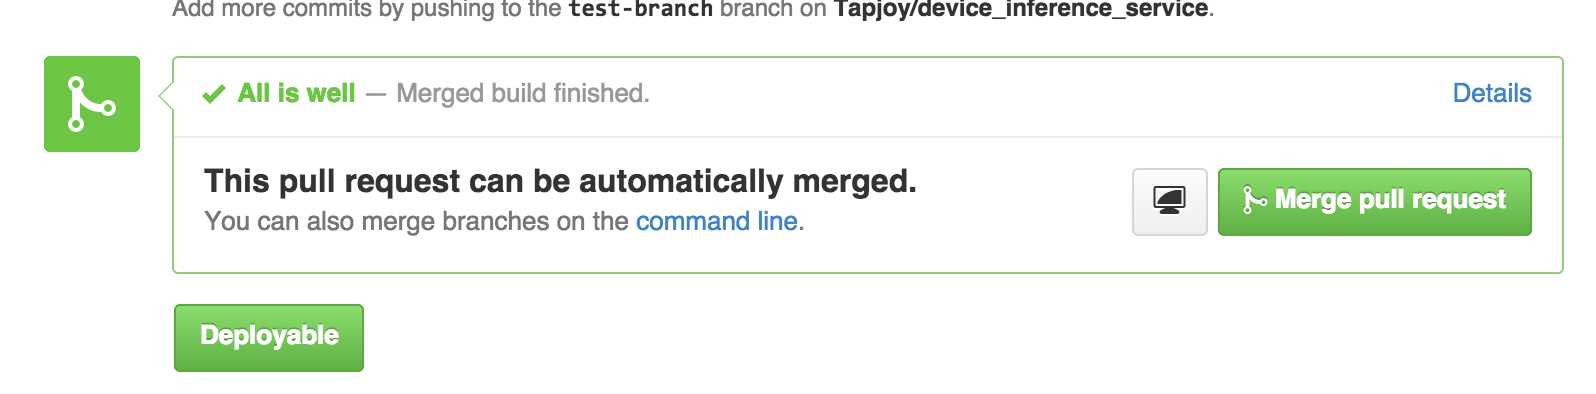 Add more commits by pushing to the test-branch branch on Tapjoy/device_inference_service.
All is well — Merged build finished.
Details
This pull request can be automatically merged.
You can also merge branches on the command line.
Merge pull request
Deployable